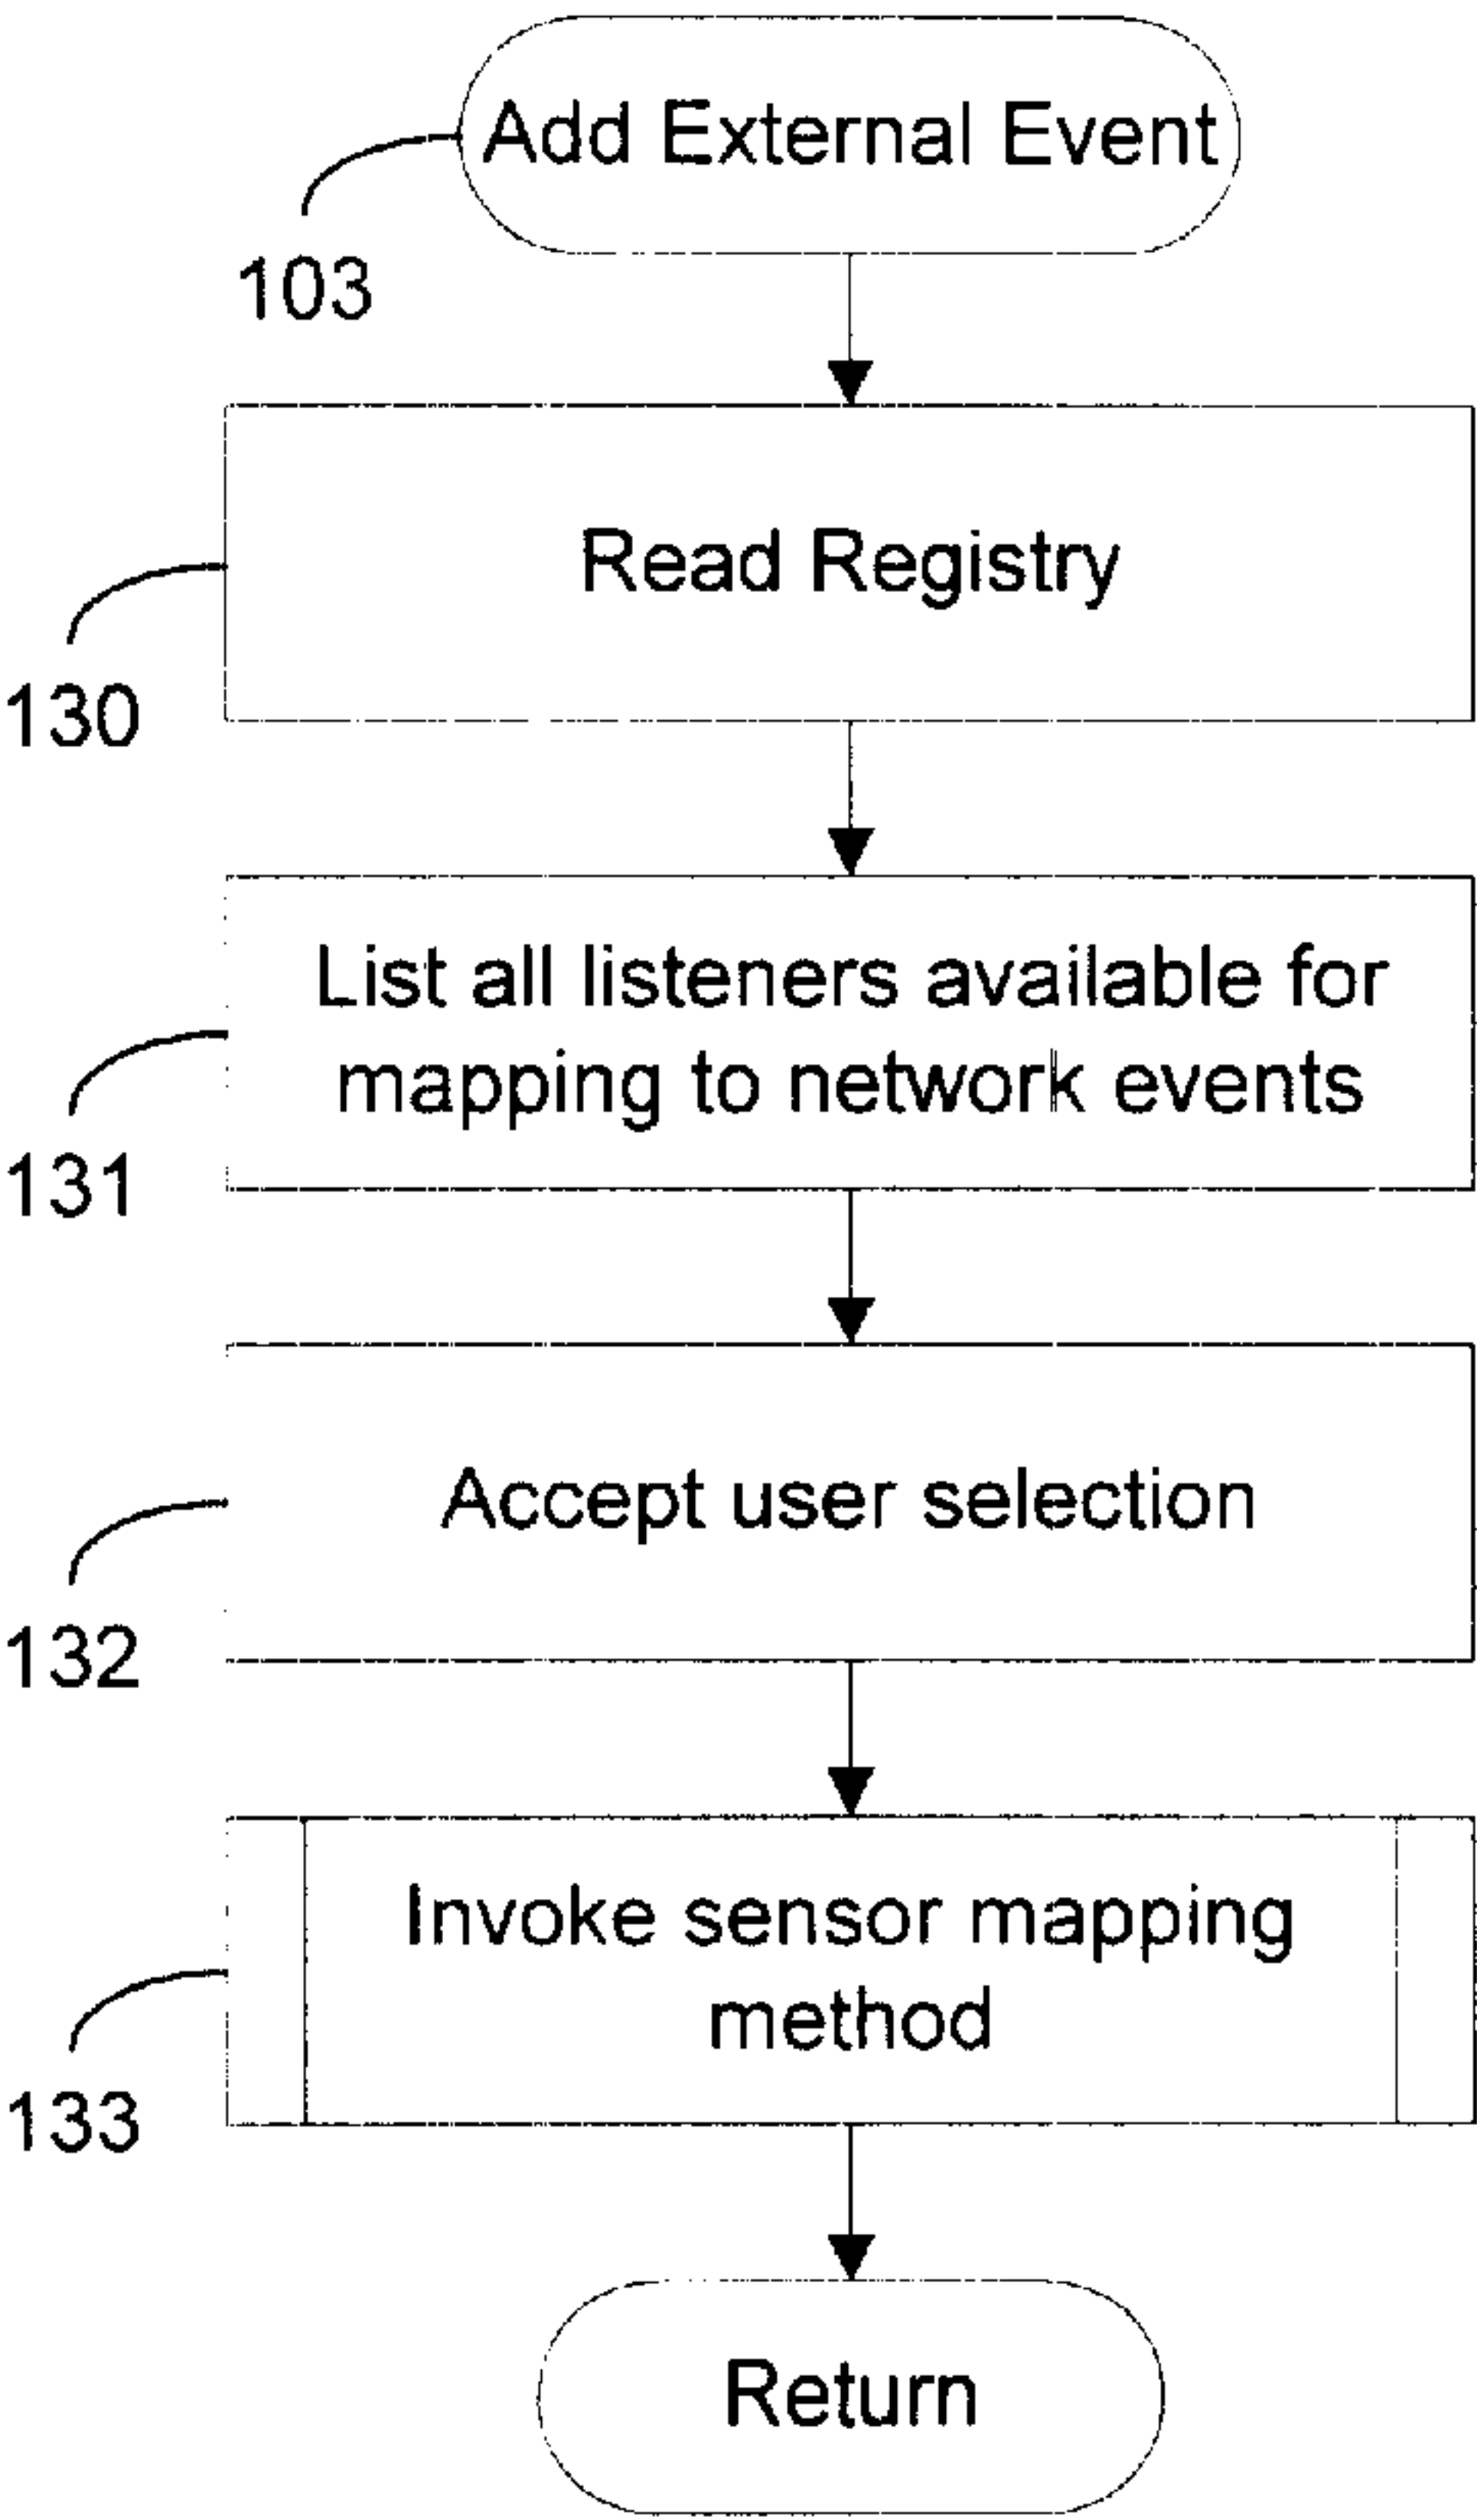 Add External Event
103
Read Registry
130
List all listeners available for
mapping to network events
131
Accept user selection
132
Invoke sensor mapping
method
133
Return